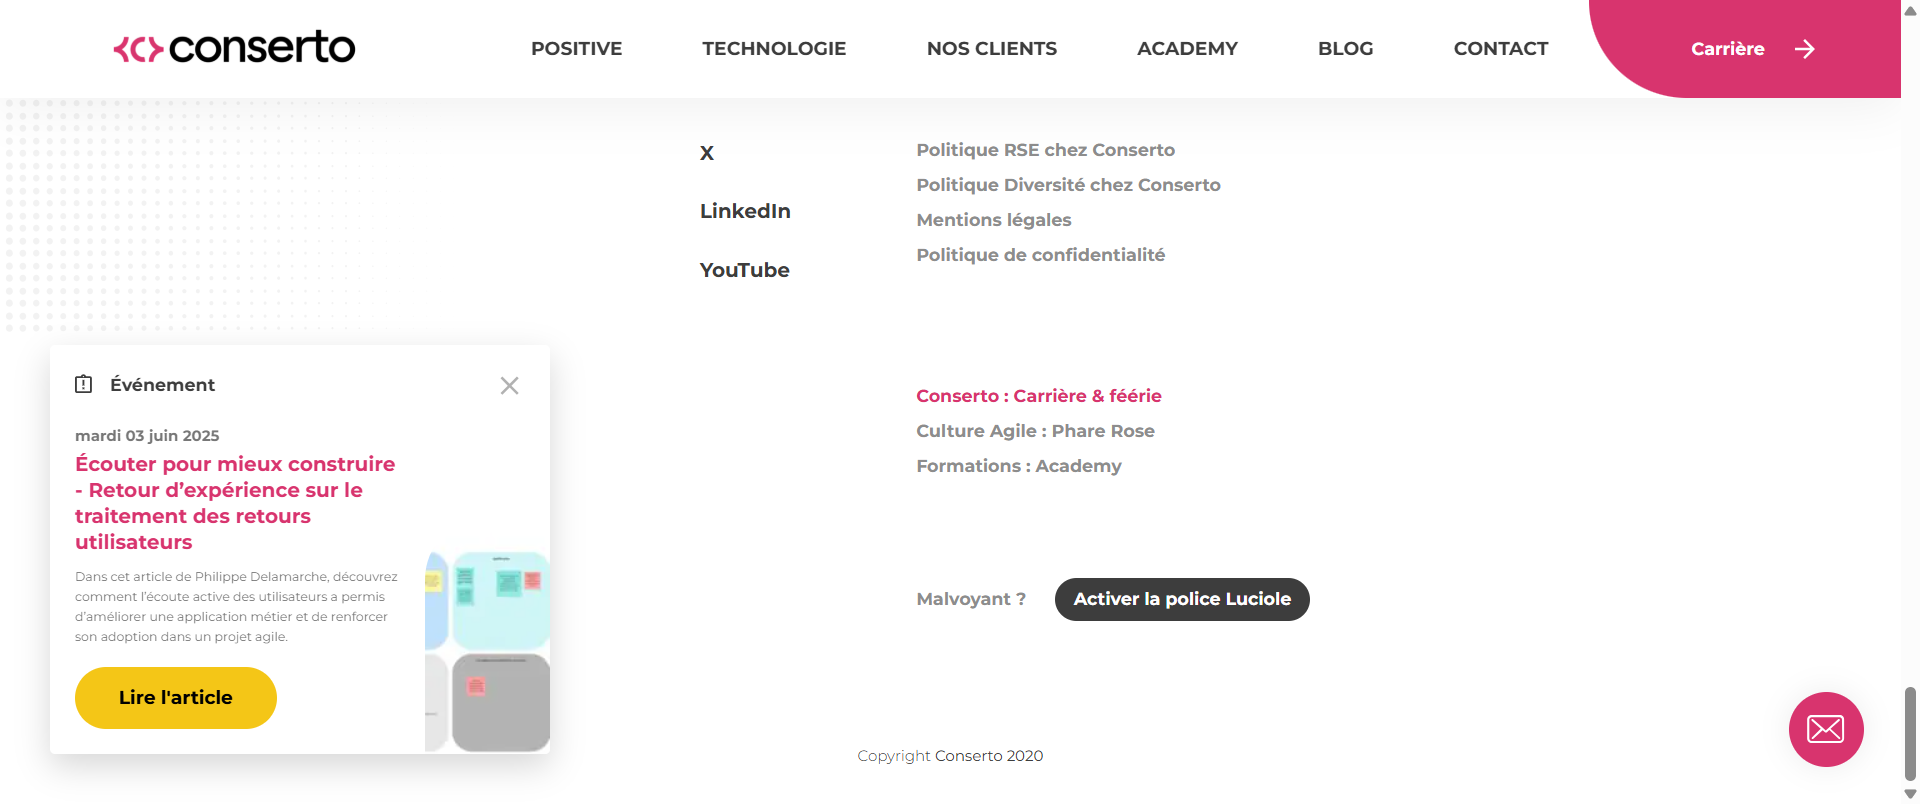 conserto
POSITIVE
TECHNOLOGIE
NOS CLIENTS
ACADEMY
BLOG
CONTACT
Carrière
X
LinkedIn
YouTube
Politique RSE chez Conserto
Politique Diversité chez Conserto
Mentions légales
Politique de confidentialité
Conserto : Carrière & féérie
Culture Agile : Phare Rose
Formations : Academy
Malvoyant ?
Activer la police Luciole
Événement
mardi 03 juin 2025
Écouter pour mieux construire
- Retour d’expérience sur le
traitement des retours
utilisateurs
Dans cet article de Philippe Delamarche, découvrez
comment l’écoute active des utilisateurs a permis
d’améliorer une application métier et de renforcer
son adoption dans un projet agile.
Lire l'article
Copyright Conserto 2020